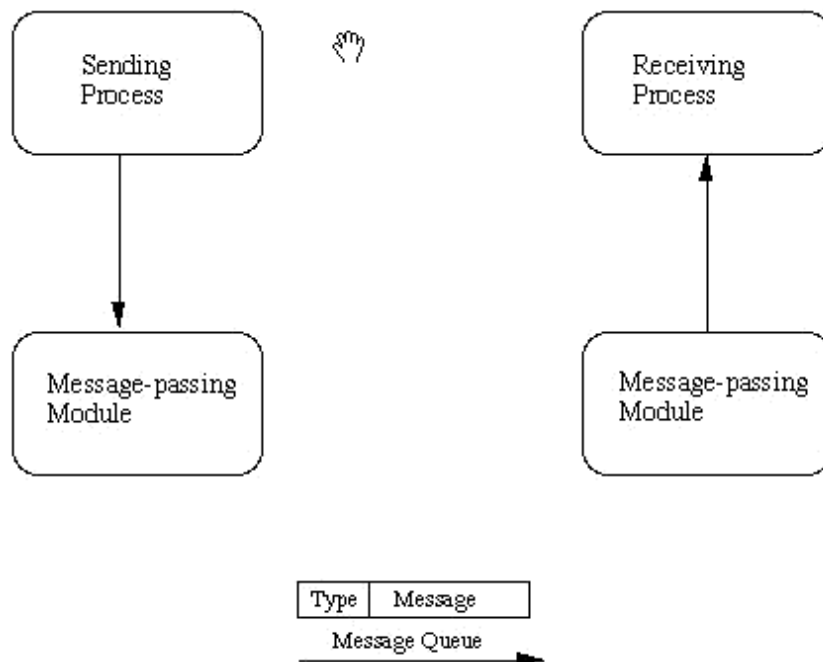 Sending
Process
Receiving
Process
Message-passing
Module
Message-passing
Module
Type Message
Message Queue